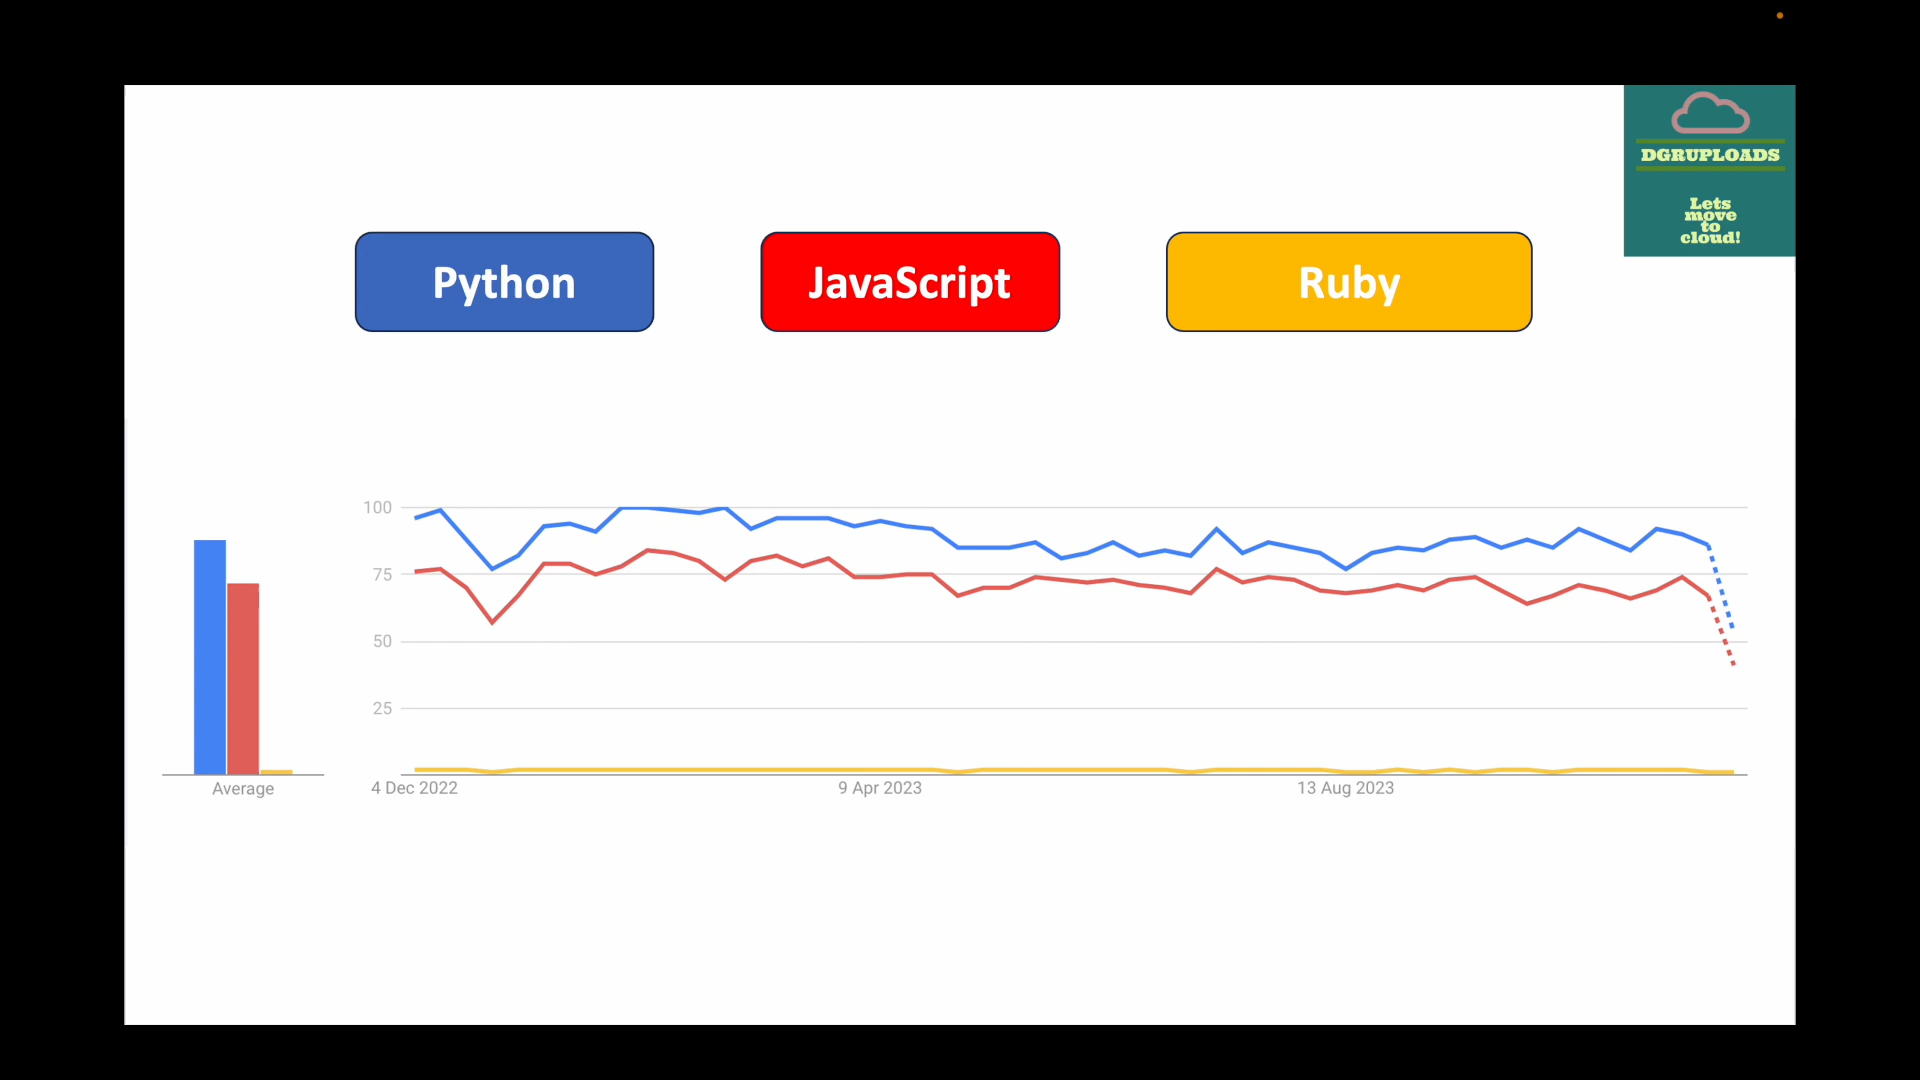 DGRUPLOADS
Lets
move
to
cloud!
Python
JavaScript
Ruby
100
75
50
25
Average
4 Dec 2022
9 Apr 2023
13 Aug 2023